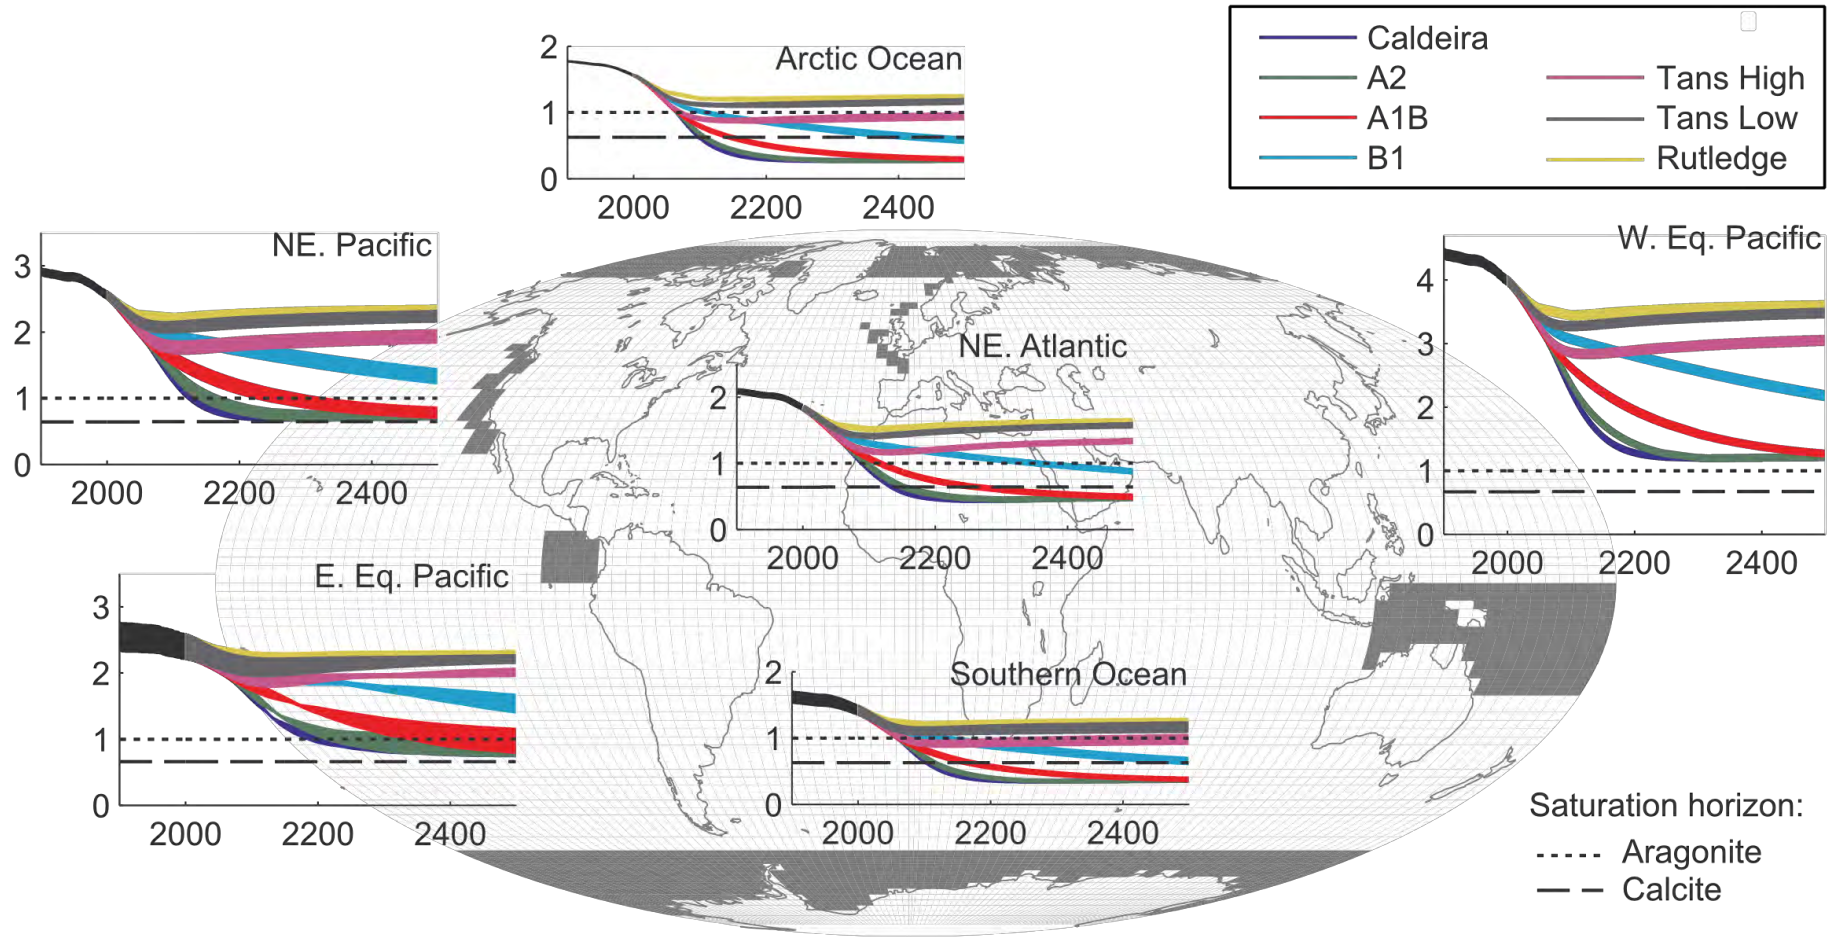 Caldeira
A2
A1B
B1
Tans High
Tans Low
Rutledge
Arctic Ocean
2
1
0
2000 2200 2400
NE. Pacific
3
2
1
0
2000 2200 2400
W. Eq. Pacific
4
3
2
1
0
2000 2200 2400
NE. Atlantic
2
1
0
2000 2200 2400
E. Eq. Pacific
3
2
1
0
2000 2200 2400
Southern Ocean
2
1
0
2000 2200 2400
Saturation horizon:
Aragonite
Calcite